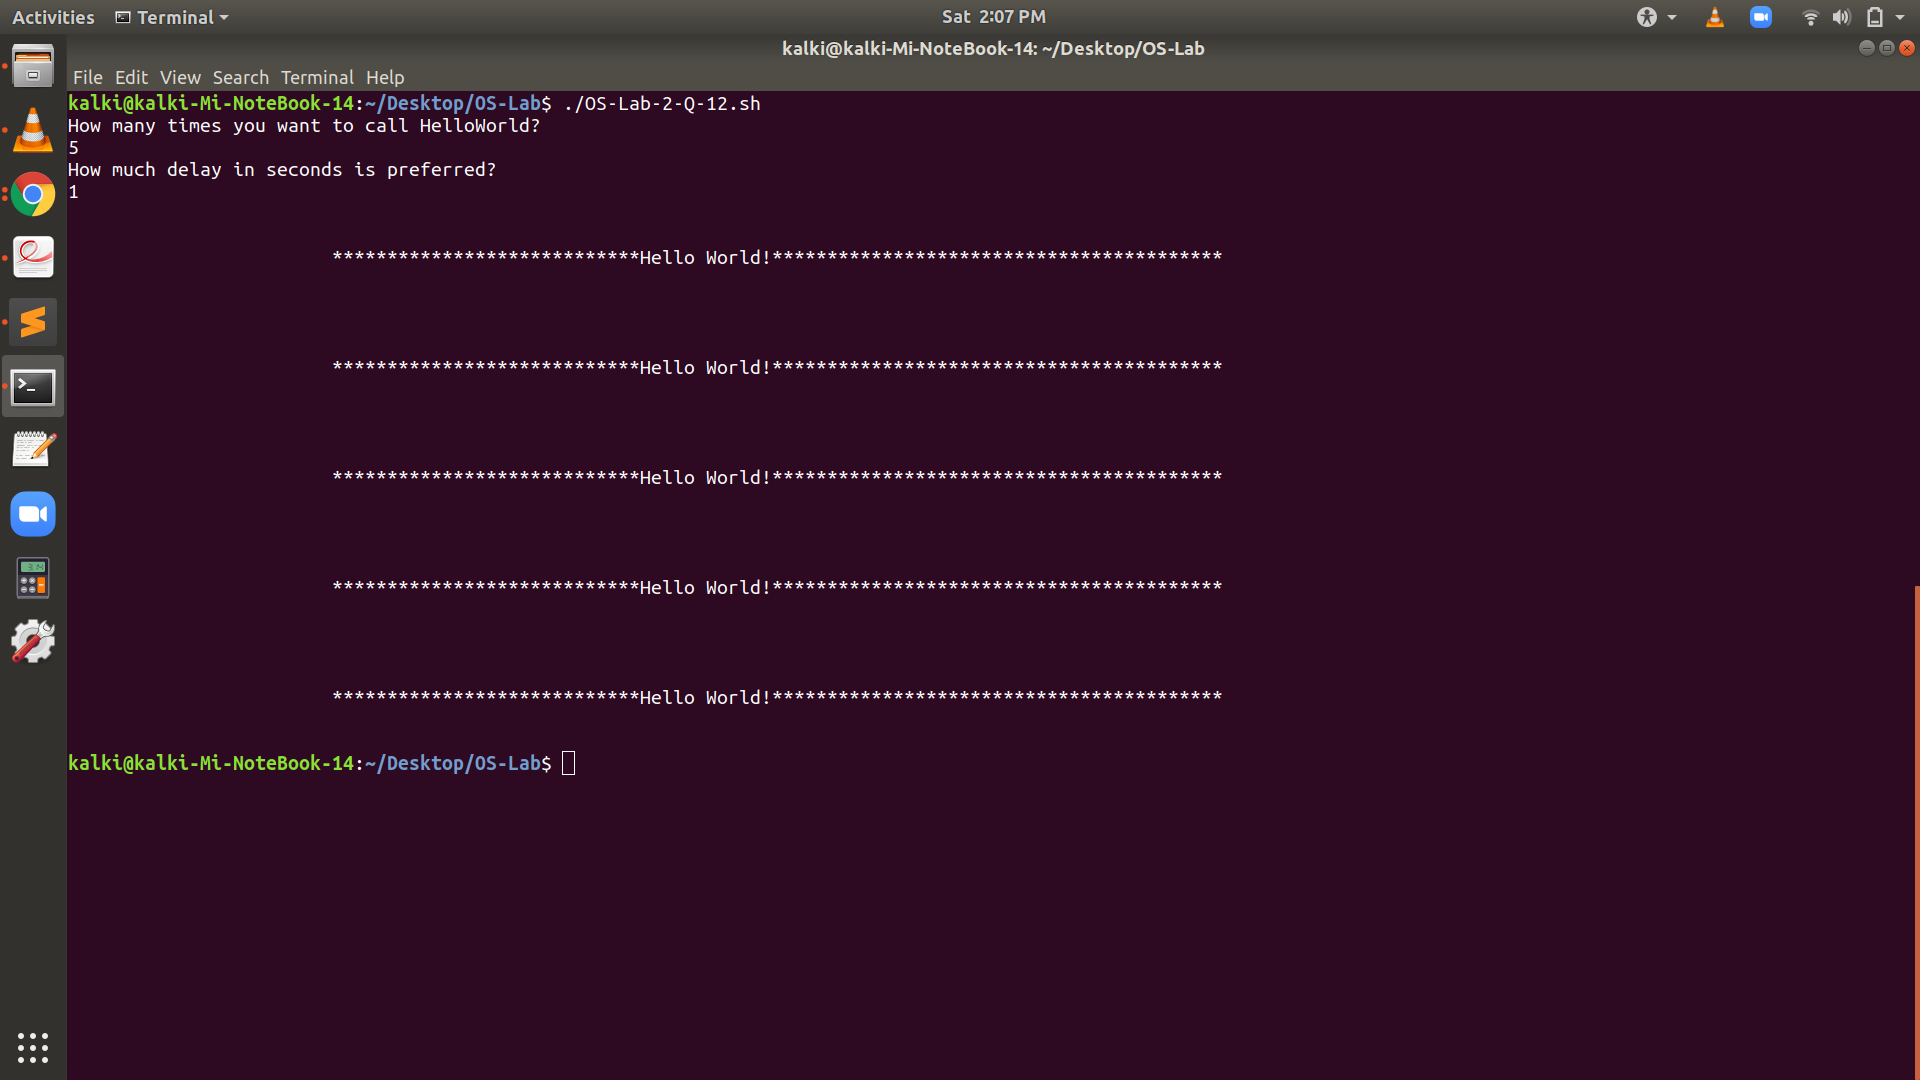 Activities Terminal Sat 2:07 PM
kalki@kalki-Mi-NoteBook-14: ~/Desktop/OS-Lab
File Edit View Search Terminal Help
kalki@kalki-Mi-NoteBook-14:~/Desktop/OS-Lab$ ./OS-Lab-2-Q-12.sh
How many times you want to call HelloWorld?
5
How much delay in seconds is preferred?
1
****************************Hello World!*****************************************
****************************Hello World!*****************************************
****************************Hello World!*****************************************
****************************Hello World!*****************************************
****************************Hello World!*****************************************
kalki@kalki-Mi-NoteBook-14:~/Desktop/OS-Lab$